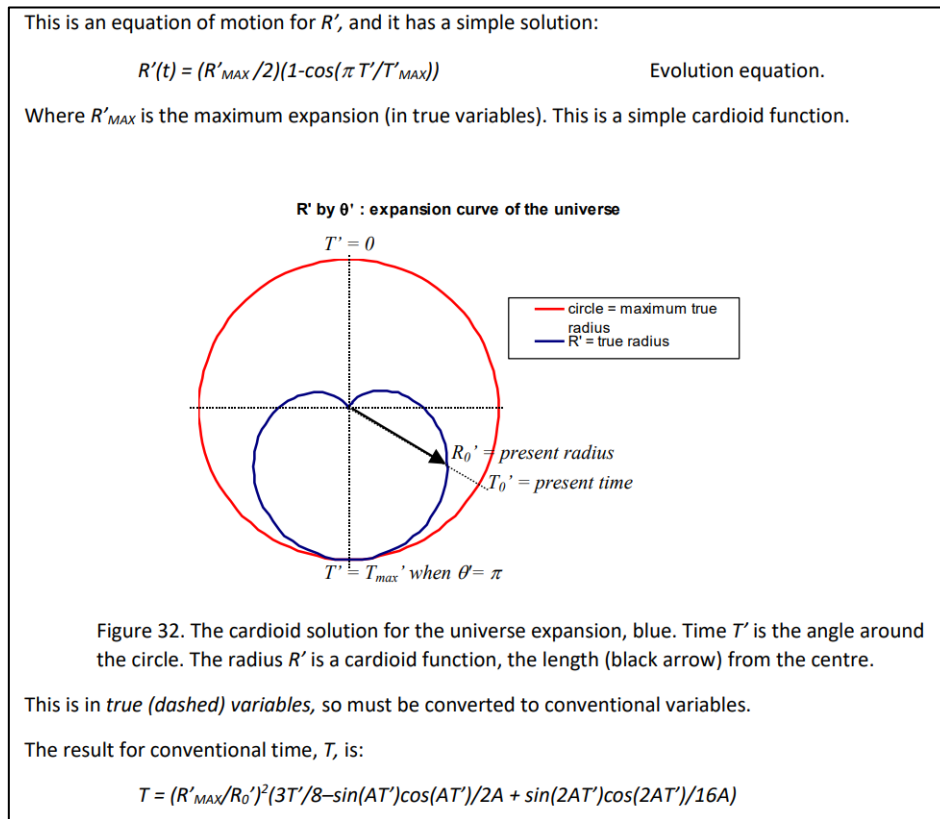 This is an equation of motion for R’, and it has a simple solution:
R’(t) = (R’MAX /2)(1-cos(π T’/T’MAX)) Evolution equation.
Where R’MAX is the maximum expansion (in true variables). This is a simple cardioid function.
R' by θ' : expansion curve of the universe
T’ = 0
circle = maximum true
radius
R' = true radius
R0’ = present radius
T0’ = present time
T’ = Tmax’ when θ’= π
Figure 32. The cardioid solution for the universe expansion, blue. Time T’ is the angle around
the circle. The radius R’ is a cardioid function, the length (black arrow) from the centre.
This is in true (dashed) variables, so must be converted to conventional variables.
The result for conventional time, T, is:
T = (R’MAX/R0’)²(3T’/8–sin(AT’)cos(AT’)/2A + sin(2AT’)cos(2AT’)/16A)